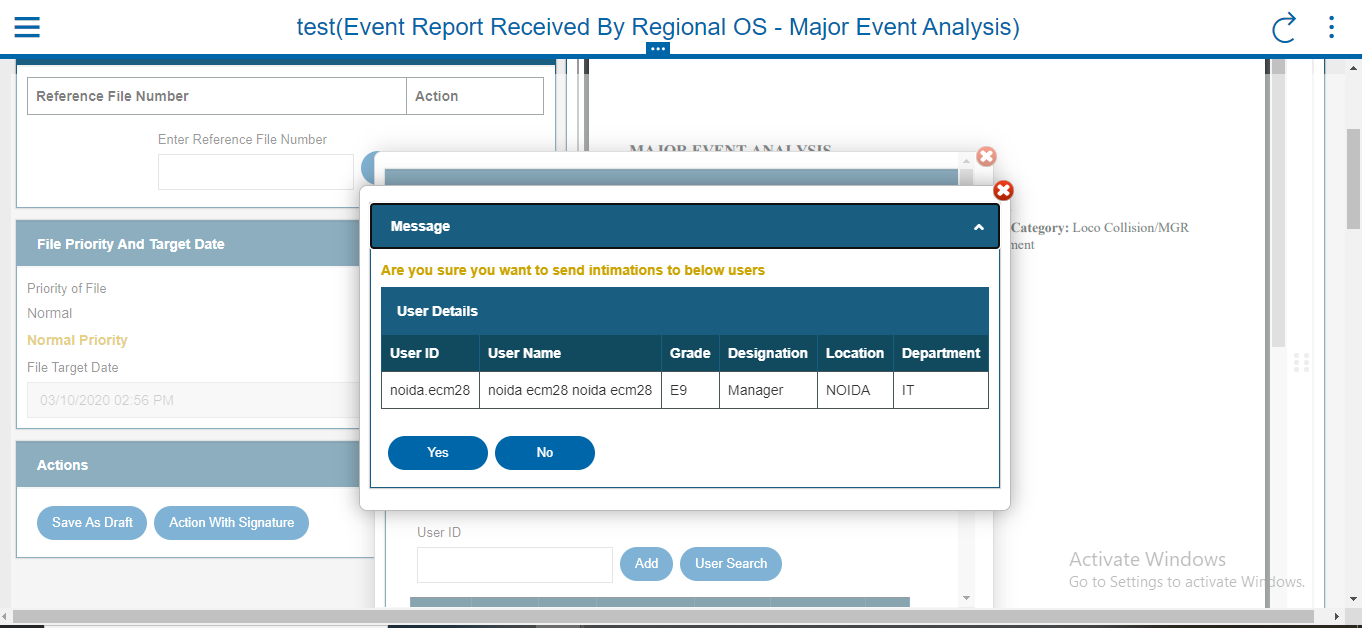 test(Event Report Received By Regional OS - Major Event Analysis)
Reference File Number Action
Enter Reference File Number
MAJOR EVENT ANALYSIS
File Priority And Target Date
Priority of File
Normal
Normal Priority
File Target Date
03/10/2020 02:56 PM
Actions
Save As Draft Action With Signature
Category: Loco Collision/MGR
Message
Are you sure you want to send intimations to below users
User Details
User ID User Name Grade Designation Location Department
noida.ecm28 noida ecm28 noida ecm28 E9 Manager NOIDA IT
Yes No
User ID
Add User Search
Activate Windows
Go to Settings to activate Windows.